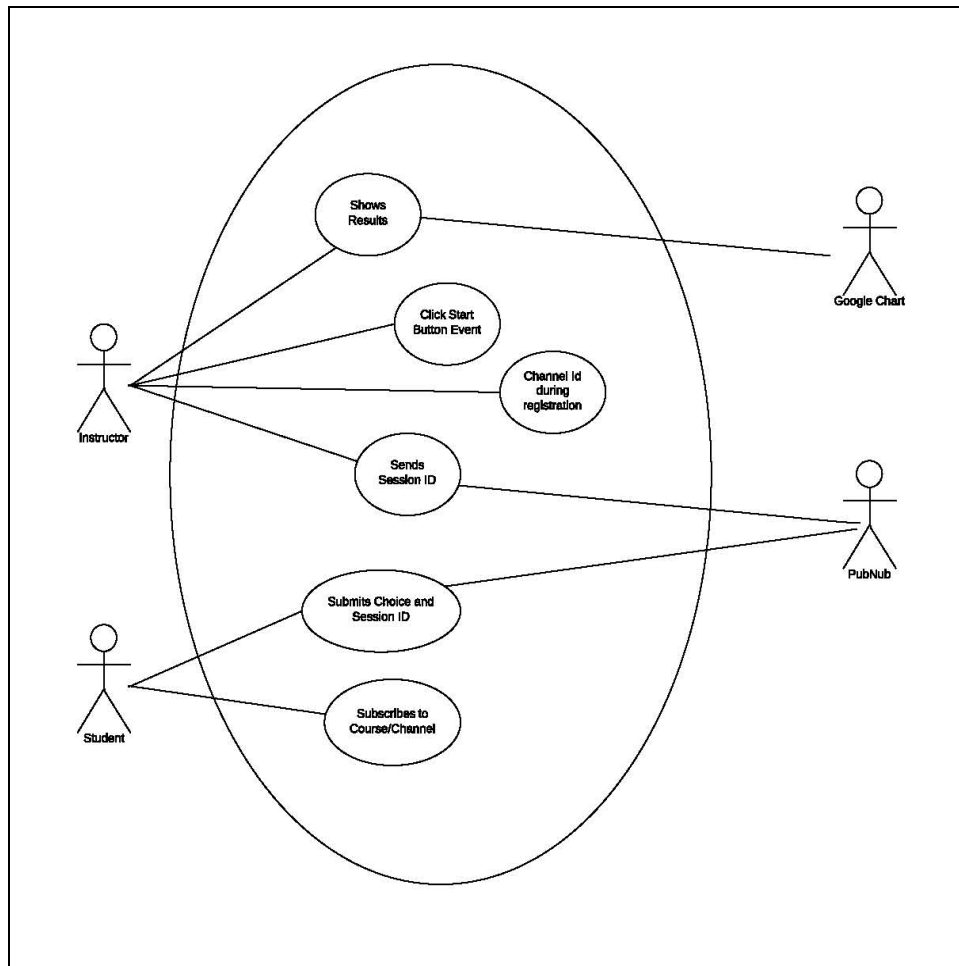 Shows
Results
Google Chart
Click Start
Button Event
Channel Id
during
registration
Instructor
Sends
Session ID
PubNub
Submits Choice and
Session ID
Subscribes to
Course/Channel
Student